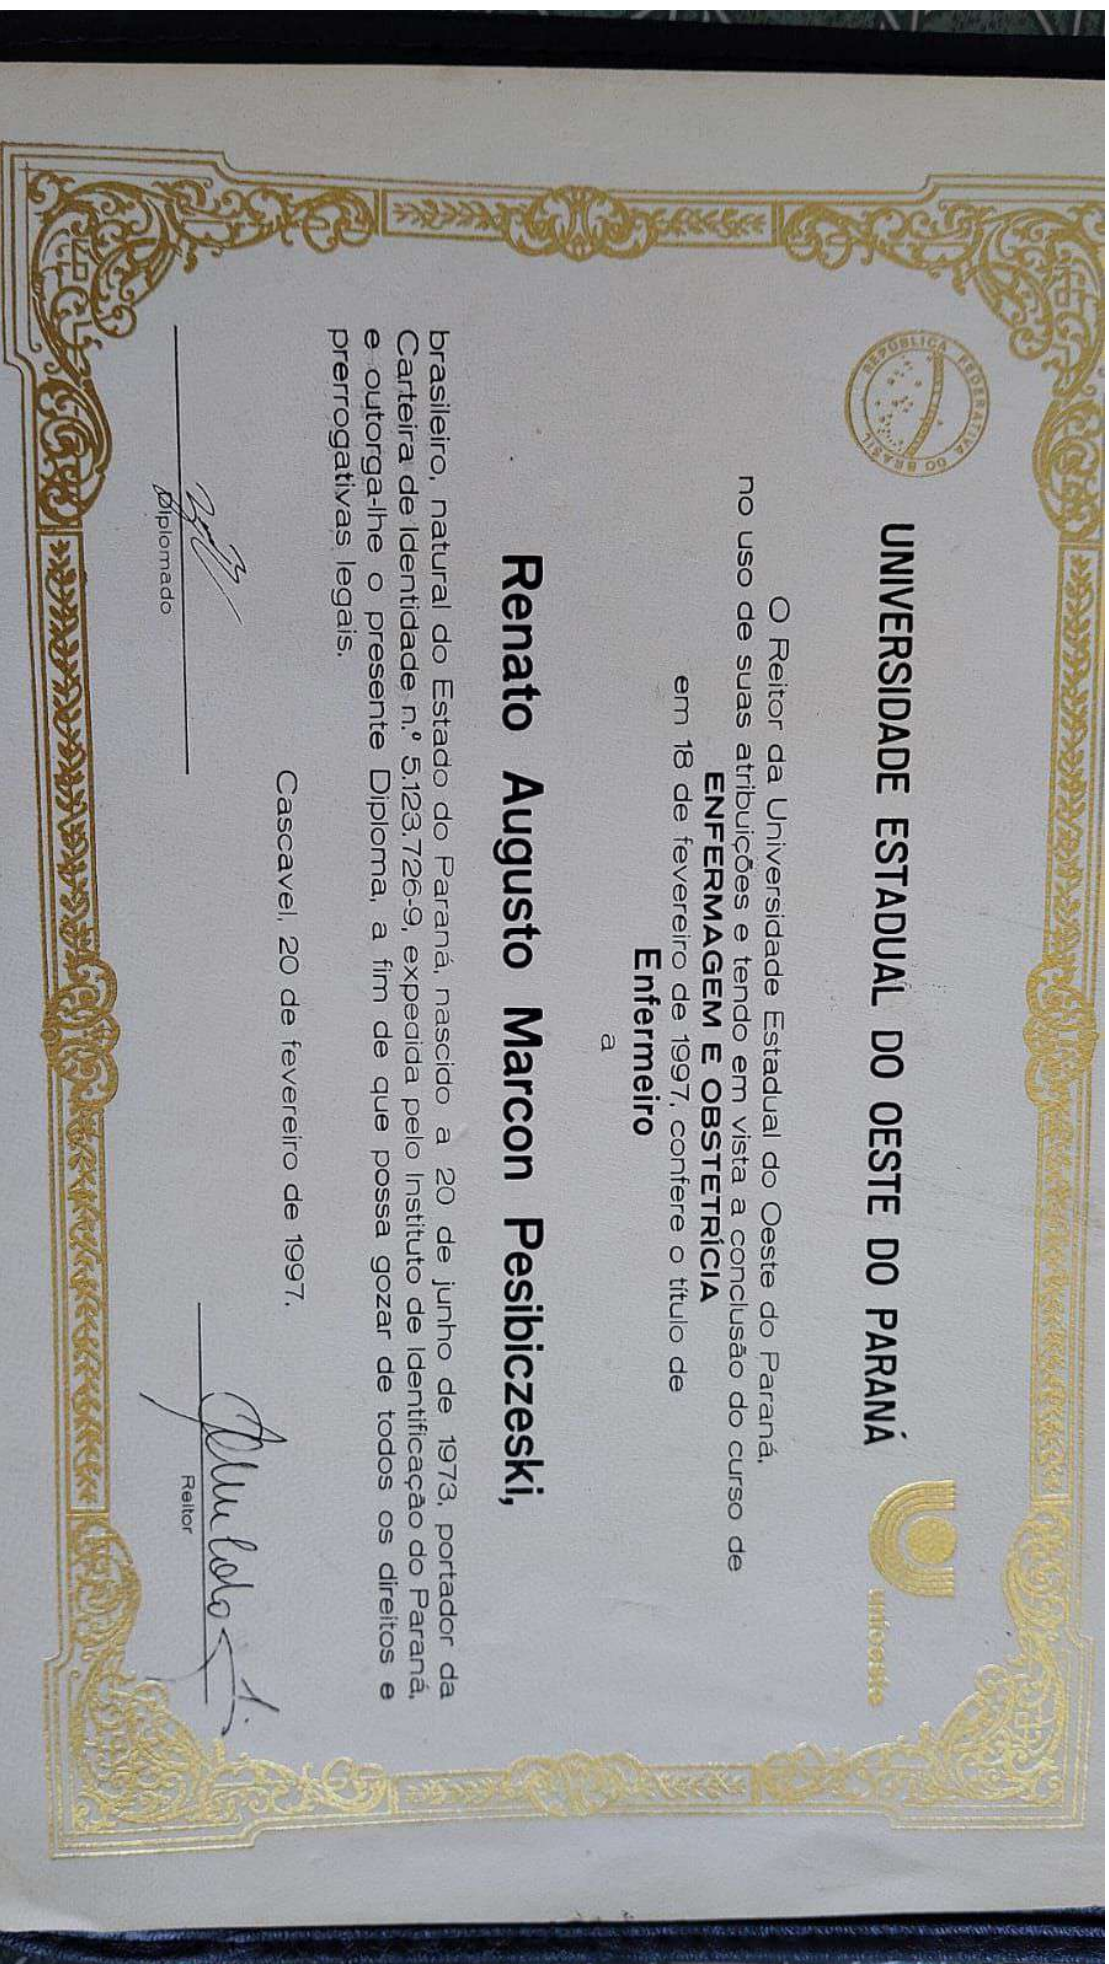 REPÚBLICA FEDERATIVA DO BRASIL
UNIVERSIDADE ESTADUAL DO OESTE DO PARANÁ
unioeste
O Reitor da Universidade Estadual do Oeste do Paraná,
no uso de suas atribuições e tendo em vista a conclusão do curso de
ENFERMAGEM E OBSTETRÍCIA
em 18 de fevereiro de 1997, confere o título de
Enfermeiro
a
Renato Augusto Marcon Pesibiczeski,
brasileiro, natural do Estado do Paraná, nascido a 20 de junho de 1973, portador da
Carteira de Identidade n.º 5.123.726-9, expedida pelo Instituto de Identificação do Paraná,
e outorga-lhe o presente Diploma, a fim de que possa gozar de todos os direitos e
prerrogativas legais.
Cascavel, 20 de fevereiro de 1997.
Diplomado
Reitor